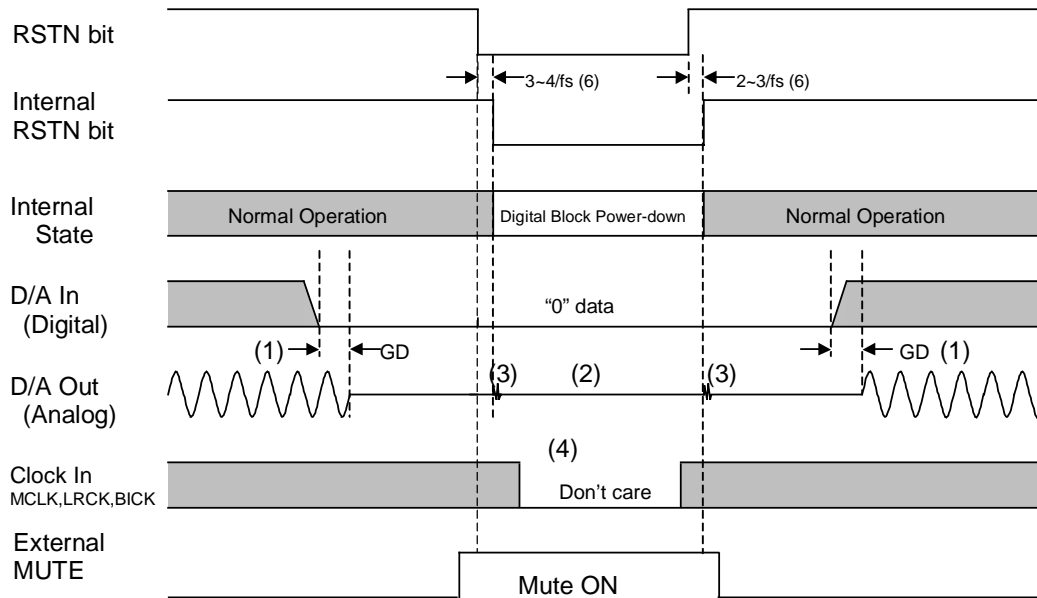 RSTN bit
3~4/fs (6)
2~3/fs (6)
Internal
RSTN bit
Internal
State
Normal Operation
Digital Block Power-down
Normal Operation
D/A In
(Digital)
“0” data
(1)
GD
GD
(1)
D/A Out
(Analog)
(3)
(2)
(3)
(4)
Clock In
MCLK,LRCK,BICK
Don’t care
External
MUTE
Mute ON